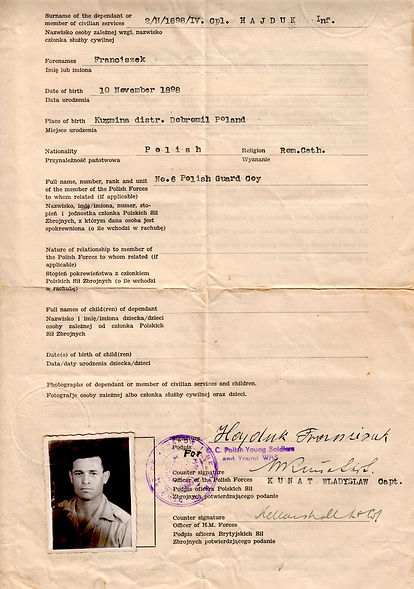 Surname of the dependant or
member of civilian services 2/H/1898/IV. Cpl. HAJDUK Inf.
Nazwisko osoby zależnej wzgl. nazwisko
członka służby cywilnej
Forenames Franciszek
Imię lub imiona
Date of birth 10 November 1898
Data urodzenia
Place of birth Kuzmina distr. Dobromil Poland
Miejsce urodzenia
Nationality Polish Religion Rom.Cath.
Przynależność państwowa Wyznanie
Full name, number, rank and unit No.6 Polish Guard Coy
of the member of the Polish Forces
to whom related (if applicable)
Nazwisko, imię/imiona, numer, sto-
pień i jednostka członka Polskich Sił
Zbrojnych, z którym dana osoba jest
spokrewniona (o ile wchodzi w rachubę)
Nature of relationship to member of
the Polish Forces to whom related (if
applicable)
Stopień pokrewieństwa z członkiem
Polskich Sił Zbrojnych (o ile wchodzi
w rachubę)
Full names of child(ren) of dependant
Nazwisko i imię/imiona dziecka/dzieci
osoby zależnej od członka Polskich
Sił Zbrojnych
Date(s) of birth of child(ren)
Data/daty urodzenia dziecka/dzieci
Photographs of dependant or member of civilian services and children.
Fotografje osoby zależnej albo członka służby cywilnej oraz dzieci.
Signature Hajduk Franciszek
Podpis
For O.C. Polish Young Soldiers
and Young WAS
Counter signature
Officer of the Polish Forces KUNAT WŁADYSŁAW Capt.
Podpis oficera Polskich Sił
Zbrojnych potwierdzającego podanie
Counter signature
Officer of H.M. Forces
Podpis oficera Brytyjskich Sił
Zbrojnych potwierdzającego podanie